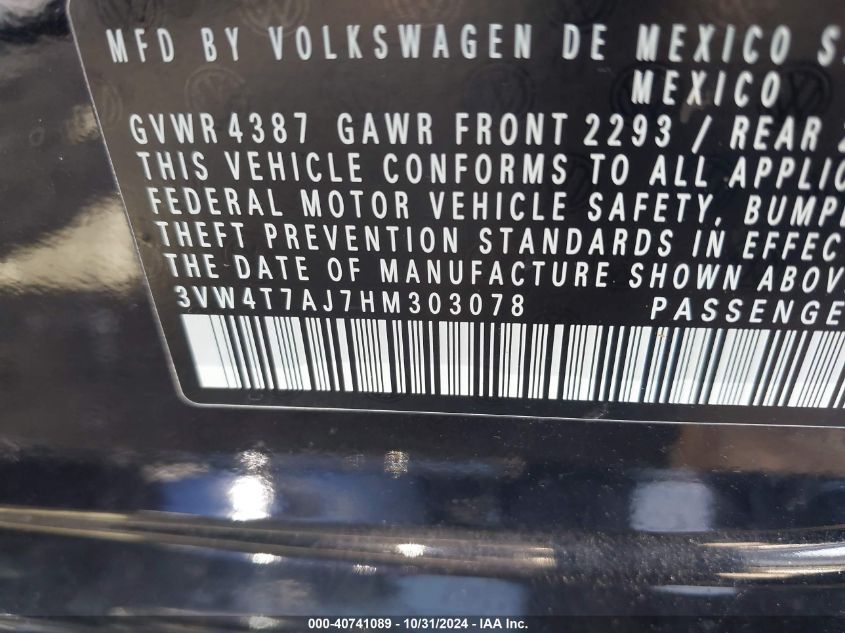 MFD BY VOLKSWAGEN DE MEXICO
MEXICO
GVWR 4387 GAWR FRONT 2293 / REAR
THIS VEHICLE CONFORMS TO ALL
FEDERAL MOTOR VEHICLE SAFETY,
THEFT PREVENTION STANDARDS IN
THE DATE OF MANUFACTURE SHOWN
3VW4T7AJ7HM303078
000-40741089 - 10/31/2024 - IAA Inc.